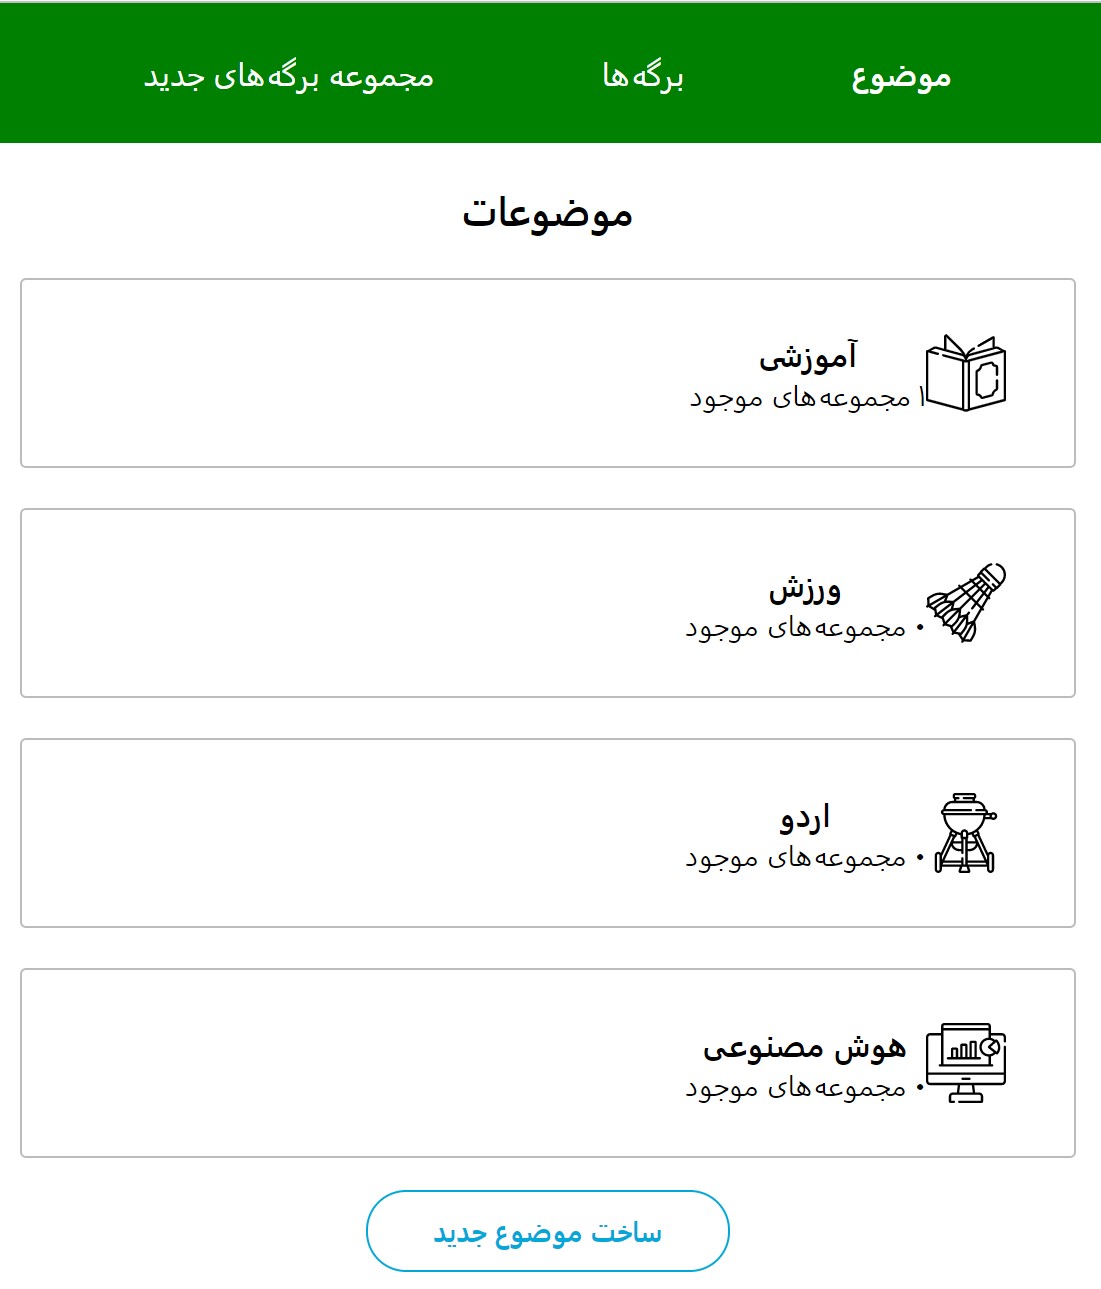 موضوع برگه‌ها مجموعه برگه‌های جدید
موضوعات
آموزشی
۱ مجموعه‌های موجود
ورزش
۰ مجموعه‌های موجود
اردو
۰ مجموعه‌های موجود
هوش مصنوعی
۰ مجموعه‌های موجود
ساخت موضوع جدید